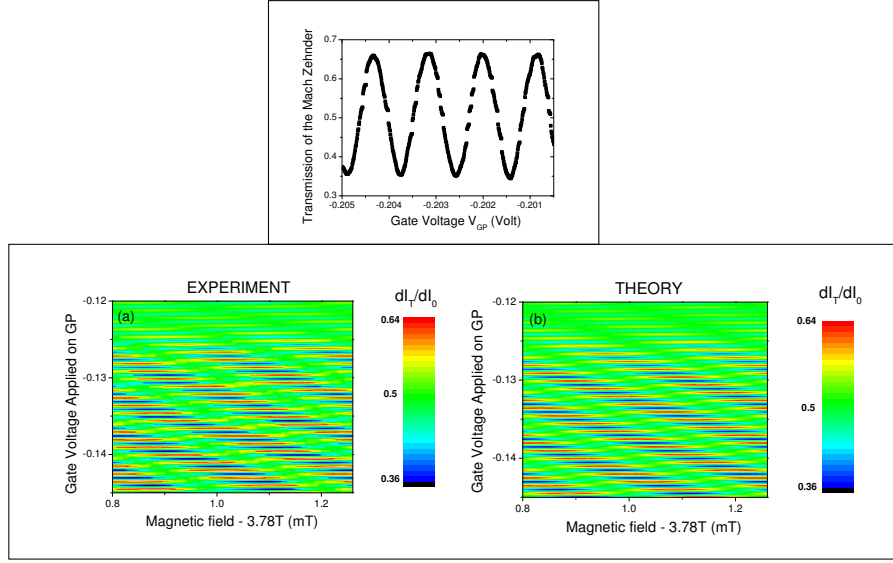 0.7
0.6
0.5
0.4
0.3
Transmission of the Mach Zehnder
-0.205 -0.204 -0.203 -0.202 -0.201
Gate Voltage V_GP (Volt)
EXPERIMENT
(a)
-0.12
-0.13
-0.14
Gate Voltage Applied on GP
0.8 1.0 1.2
Magnetic field - 3.78T (mT)
dI_T/dI_0
0.64
0.5
0.36
THEORY
(b)
-0.12
-0.13
-0.14
Gate Voltage Applied on GP
0.8 1.0 1.2
Magnetic field - 3.78T (mT)
dI_T/dI_0
0.64
0.5
0.36